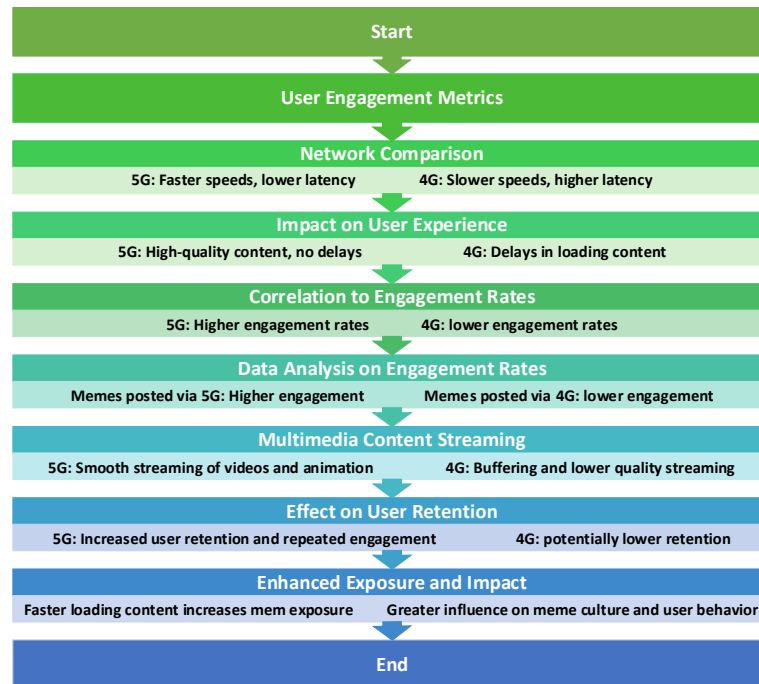 Start
User Engagement Metrics
Network Comparison
5G: Faster speeds, lower latency 4G: Slower speeds, higher latency
Impact on User Experience
5G: High-quality content, no delays 4G: Delays in loading content
Correlation to Engagement Rates
5G: Higher engagement rates 4G: lower engagement rates
Data Analysis on Engagement Rates
Memes posted via 5G: Higher engagement Memes posted via 4G: lower engagement
Multimedia Content Streaming
5G: Smooth streaming of videos and animation 4G: Buffering and lower quality streaming
Effect on User Retention
5G: Increased user retention and repeated engagement 4G: potentially lower retention
Enhanced Exposure and Impact
Faster loading content increases mem exposure Greater influence on meme culture and user behavior
End